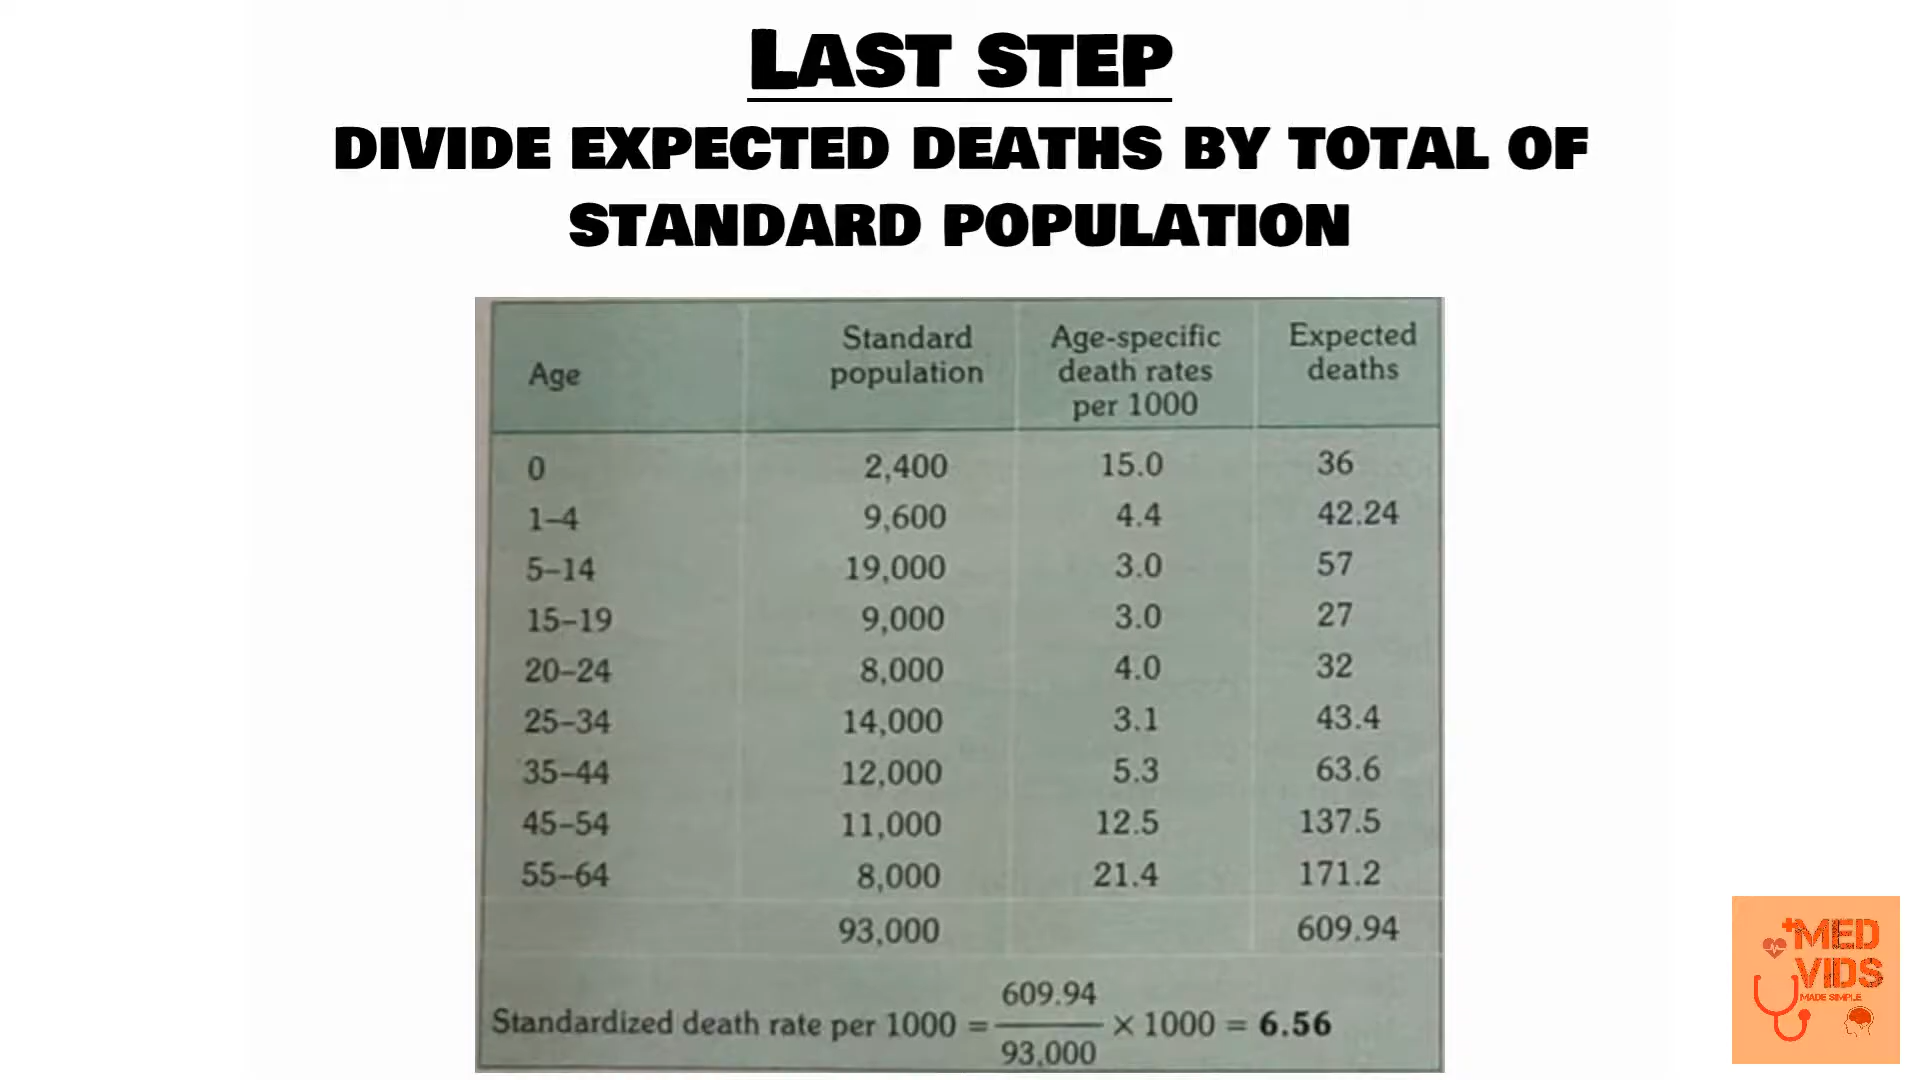 LAST STEP
DIVIDE EXPECTED DEATHS BY TOTAL OF
STANDARD POPULATION
Age Standard population Age-specific death rates per 1000 Expected deaths
0 2,400 15.0 36
1–4 9,600 4.4 42.24
5–14 19,000 3.0 57
15–19 9,000 3.0 27
20–24 8,000 4.0 32
25–34 14,000 3.1 43.4
35–44 12,000 5.3 63.6
45–54 11,000 12.5 137.5
55–64 8,000 21.4 171.2
93,000 609.94
Standardized death rate per 1000 = 609.94 / 93,000 × 1000 = 6.56
MED
VIDS
MADE SIMPLE